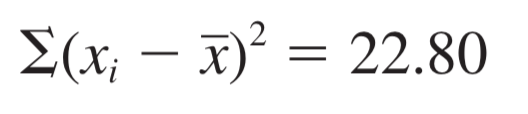 Σ(xᵢ − x̅)² = 22.80